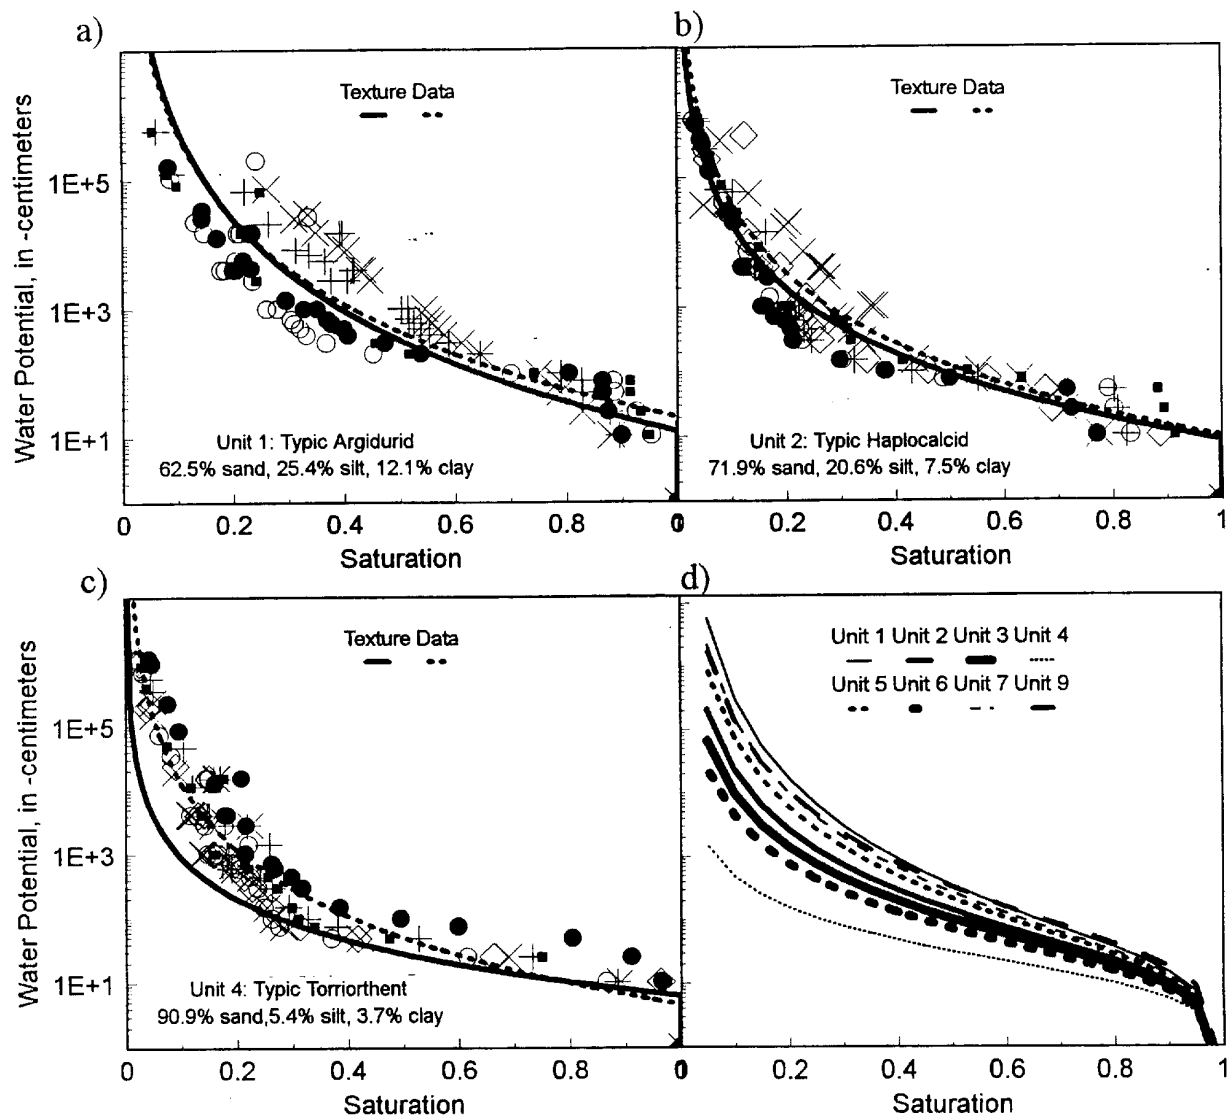 a)
Texture Data
1E+5
1E+3
1E+1
Water Potential, in -centimeters
Unit 1: Typic Argidurid
62.5% sand, 25.4% silt, 12.1% clay
0 0.2 0.4 0.6 0.8
Saturation
b)
Texture Data
Unit 2: Typic Haplocalcid
71.9% sand, 20.6% silt, 7.5% clay
0 0.2 0.4 0.6 0.8 1
Saturation
c)
Texture Data
1E+5
1E+3
1E+1
Water Potential, in -centimeters
Unit 4: Typic Torriorthent
90.9% sand,5.4% silt, 3.7% clay
0 0.2 0.4 0.6 0.8
Saturation
d)
Unit 1 Unit 2 Unit 3 Unit 4
Unit 5 Unit 6 Unit 7 Unit 9
0 0.2 0.4 0.6 0.8 1
Saturation